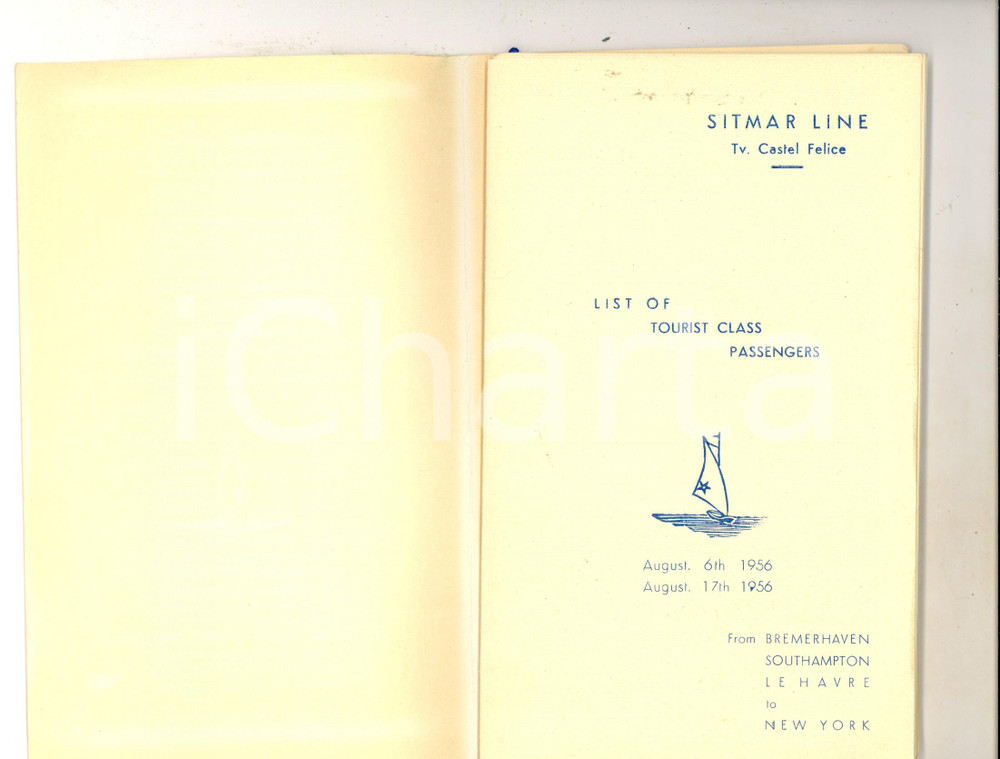 SITMAR LINE
Tv. Castel Felice
LIST OF
TOURIST CLASS
PASSENGERS
August. 6th 1956
August. 17th 1956
From BREMERHAVEN
SOUTHAMPTON
LE HAVRE
to
NEW YORK
iCharta